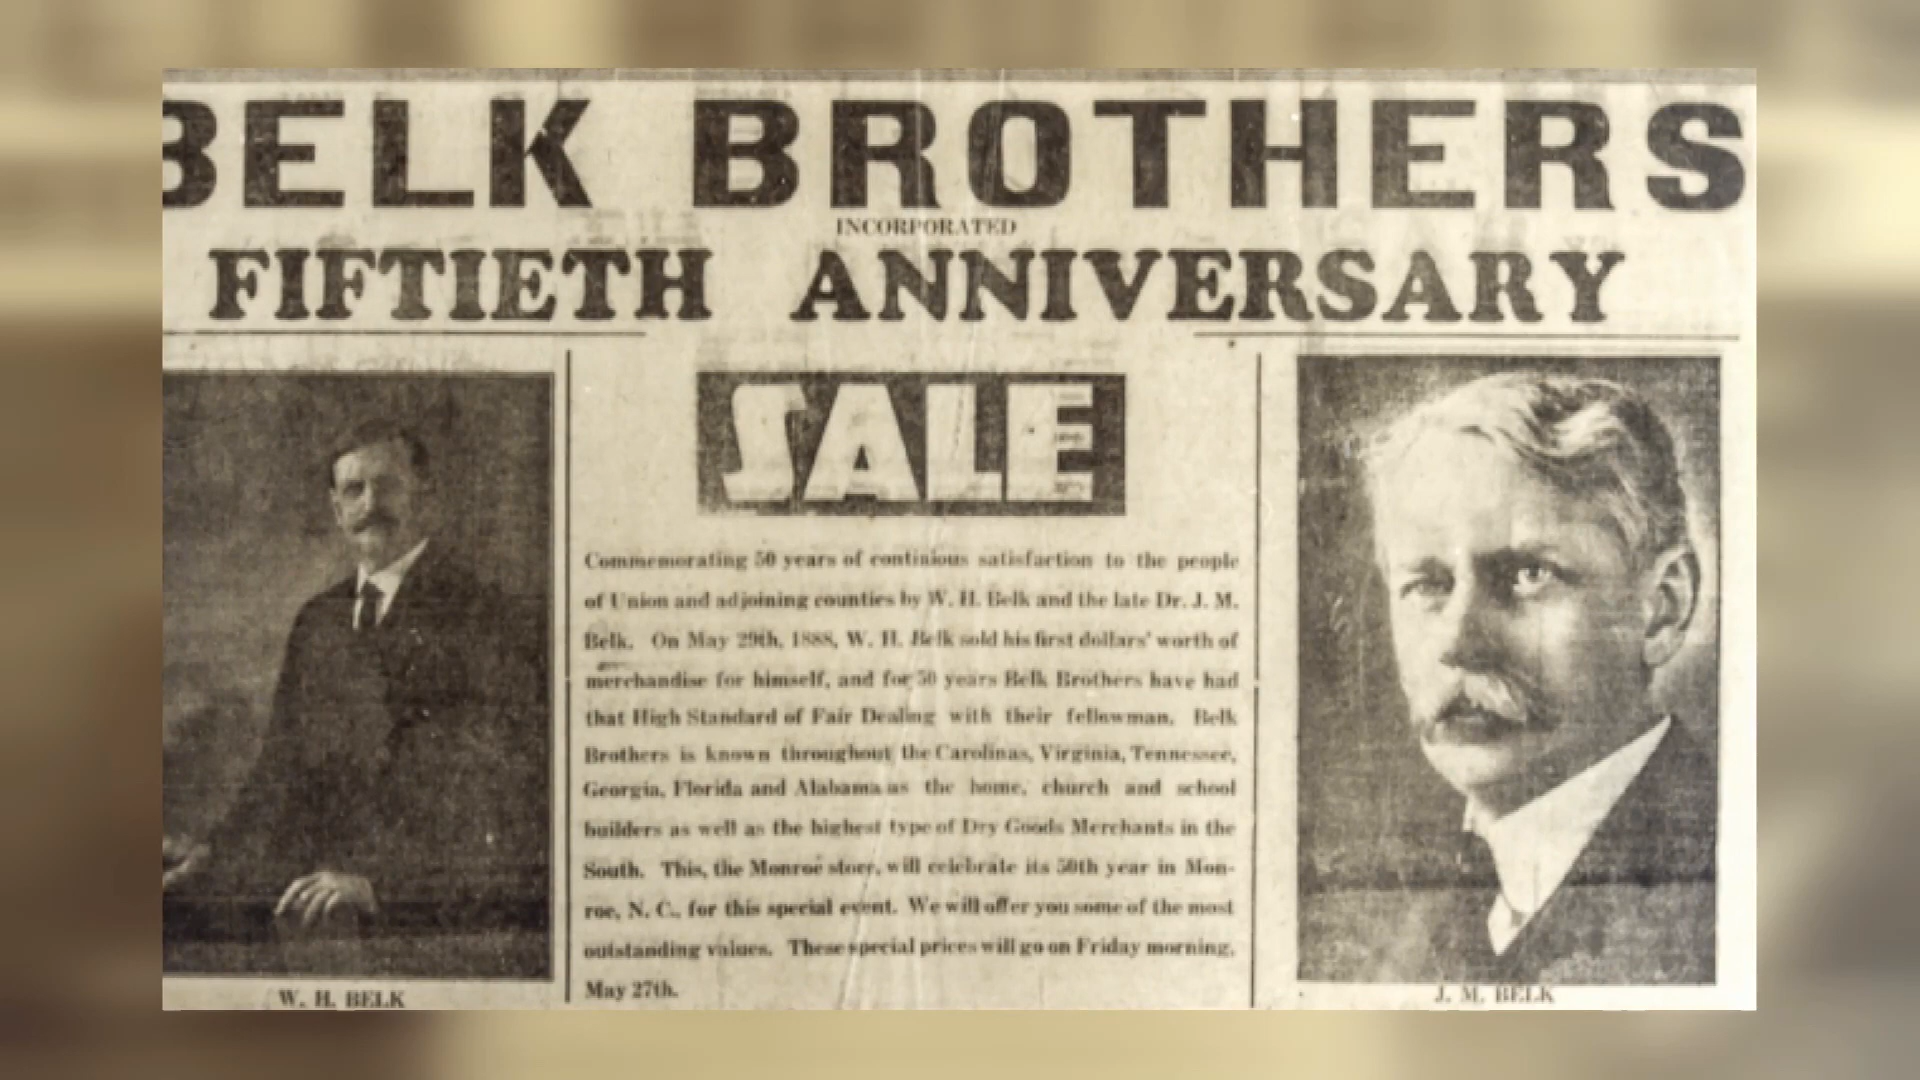 BELK BROTHERS
INCORPORATED
FIFTIETH ANNIVERSARY
SALE
Commemorating 50 years of continious satisfaction to the people
of Union and adjoining counties by W. H. Belk and the late Dr. J. M.
Belk. On May 29th, 1888, W. H. Belk sold his first dollars' worth of
merchandise for himself, and for 50 years Belk Brothers have had
that High Standard of Fair Dealing with their fellowman. Belk
Brothers is known throughout the Carolinas, Virginia, Tennessee,
Georgia, Florida and Alabama as the home, church and school
builders as well as the highest type of Dry Goods Merchants in the
South. This, the Monroe storr, will celebrate its 50th year in Mon-
roe, N. C., for this special event. We will offer you some of the most
outstanding values. These special prices will go on Friday morning,
May 27th.
W. H. BELK
J. M. BELK